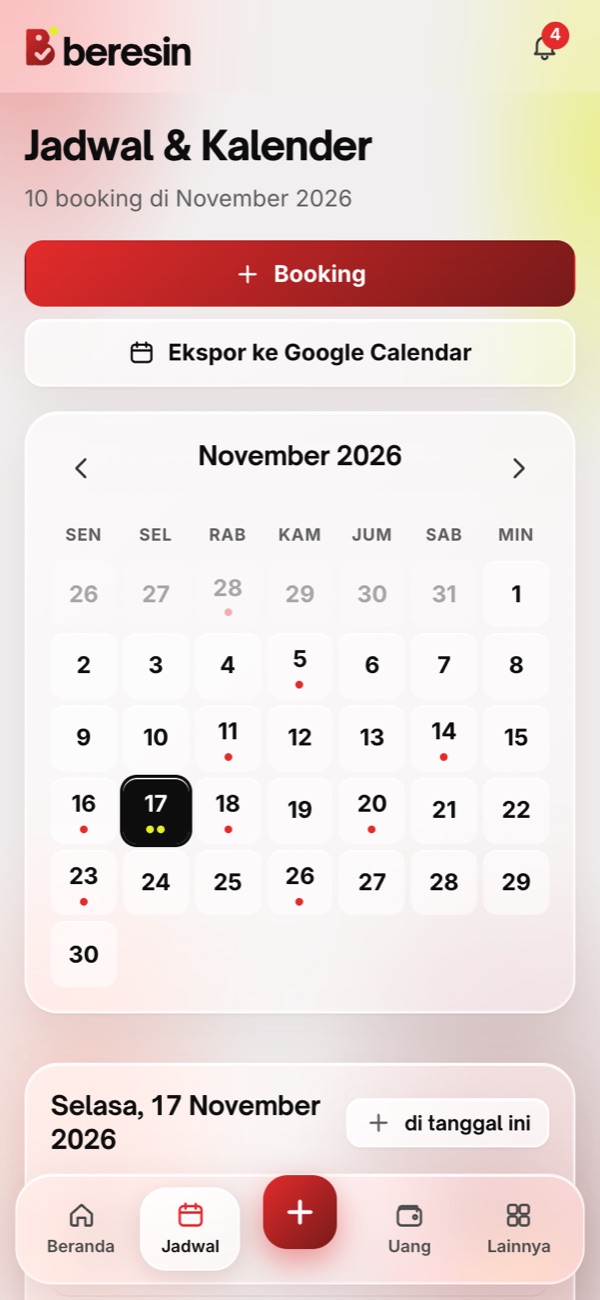 beresin
4
Jadwal & Kalender
10 booking di November 2026
+ Booking
Ekspor ke Google Calendar
November 2026
SEN SEL RAB KAM JUM SAB MIN
26 27 28 29 30 31 1
2 3 4 5 6 7 8
9 10 11 12 13 14 15
16 17 18 19 20 21 22
23 24 25 26 27 28 29
30
Selasa, 17 November
2026
+ di tanggal ini
Beranda Jadwal + Uang Lainnya